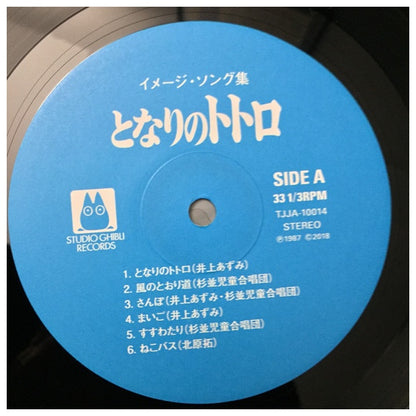 イメージ・ソング集
となりのトトロ
SIDE A
33 1/3RPM
TJJA-10014
STEREO
Ⓟ1987 Ⓒ2018
STUDIO GHIBLI
RECORDS
1. となりのトトロ(井上あずみ)
2. 風のとおり道(杉並児童合唱団)
3. さんぽ(井上あずみ・杉並児童合唱団)
4. まいご(井上あずみ)
5. すすわたり(杉並児童合唱団)
6. ねこバス(北原拓)